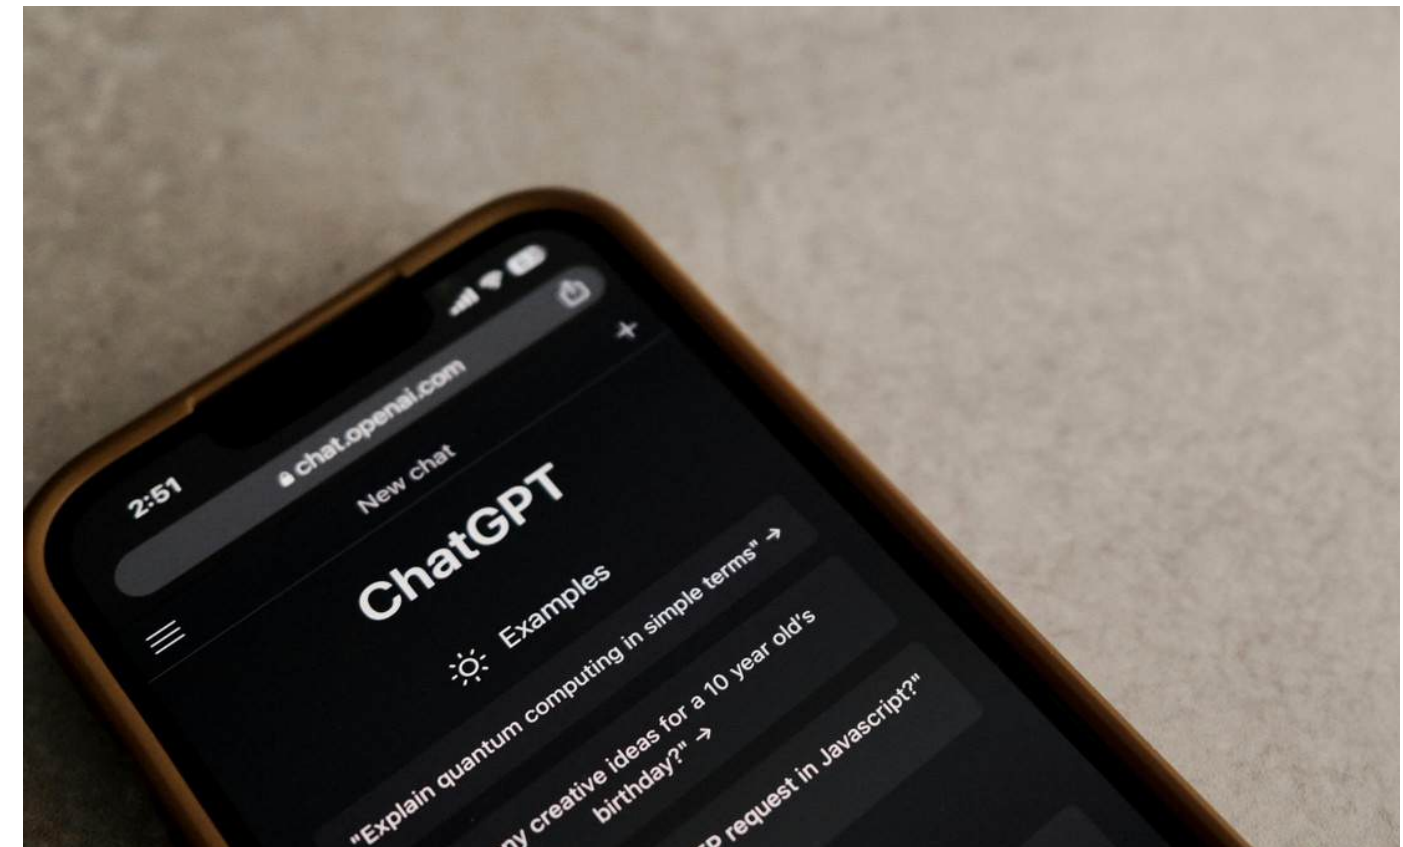 2:51
chat.openai.com
New chat
ChatGPT
Examples
"Explain quantum computing in simple terms" →
creative ideas for a 10 year old's
birthday?" →
request in Javascript?"